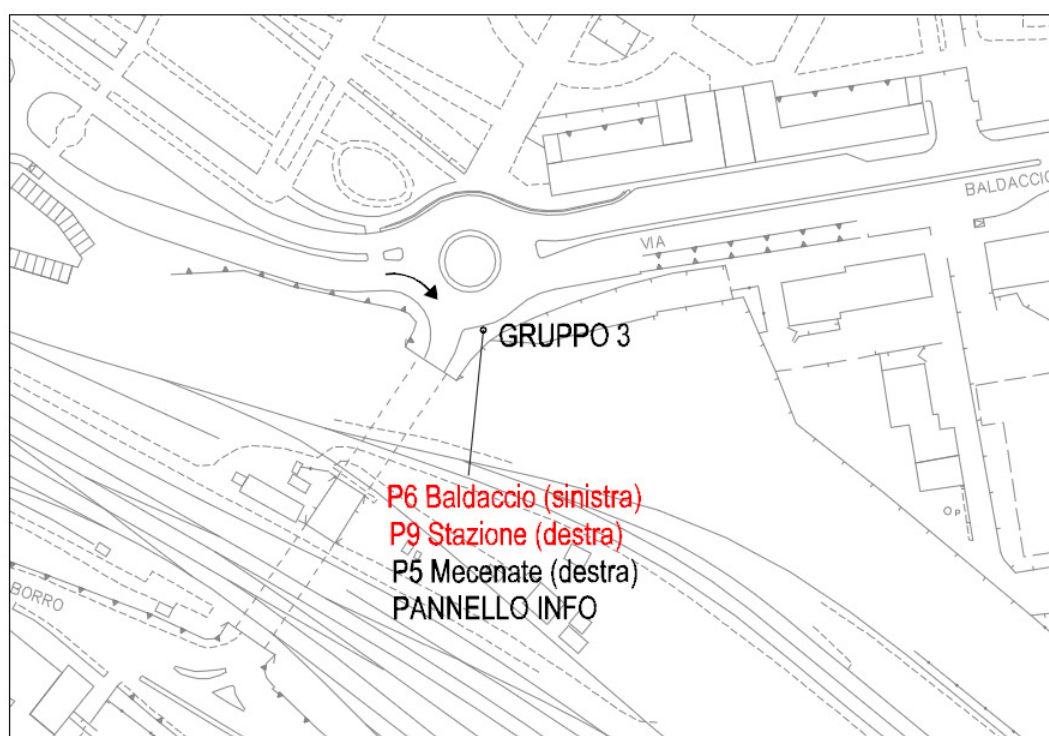 BALDACCIO
VIA
GRUPPO 3
P6 Baldaccio (sinistra)
P9 Stazione (destra)
P5 Mecenate (destra)
PANNELLO INFO
BORRO
P